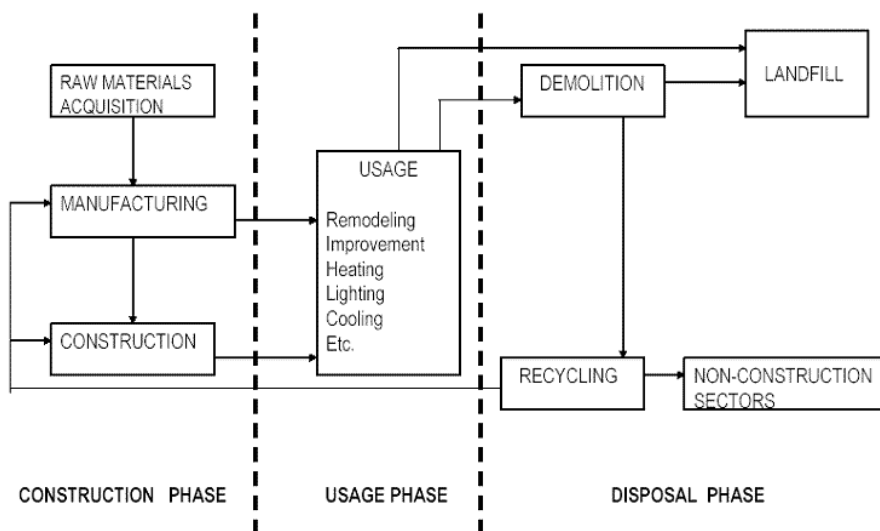 RAW MATERIALS
ACQUISITION
MANUFACTURING
CONSTRUCTION
USAGE
Remodeling
Improvement
Heating
Lighting
Cooling
Etc.
DEMOLITION
LANDFILL
RECYCLING
NON-CONSTRUCTION
SECTORS
CONSTRUCTION PHASE
USAGE PHASE
DISPOSAL PHASE